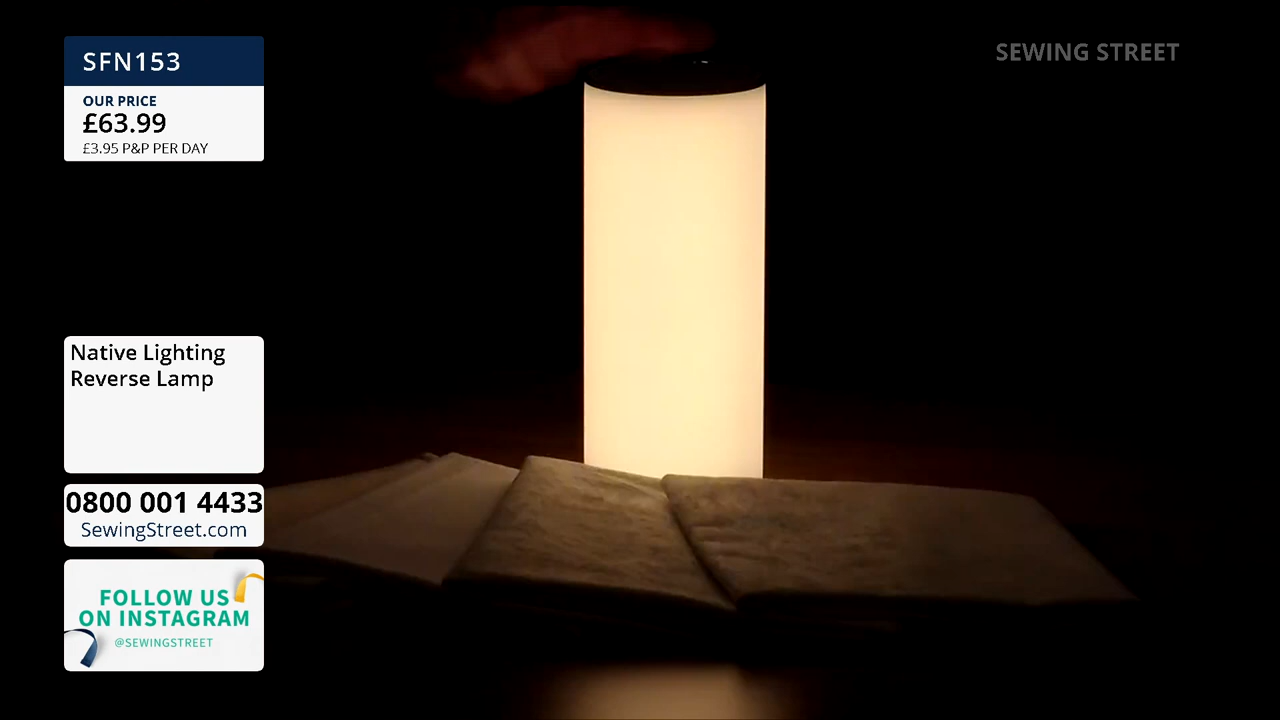 SFN153
OUR PRICE
£63.99
£3.95 P&P PER DAY
SEWING STREET
Native Lighting
Reverse Lamp
0800 001 4433
SewingStreet.com
FOLLOW US
ON INSTAGRAM
@SEWINGSTREET